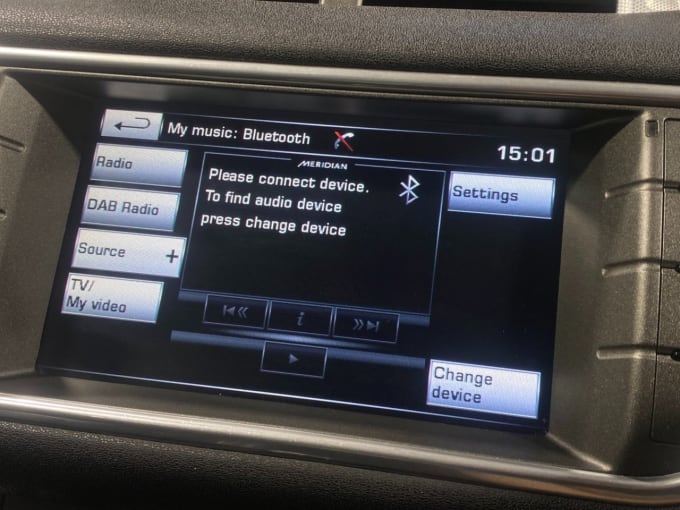 My music: Bluetooth
15:01
Radio
DAB Radio
Source +
TV/
My video
MERIDIAN
Please connect device.
To find audio device
press change device
i
Settings
Change
device